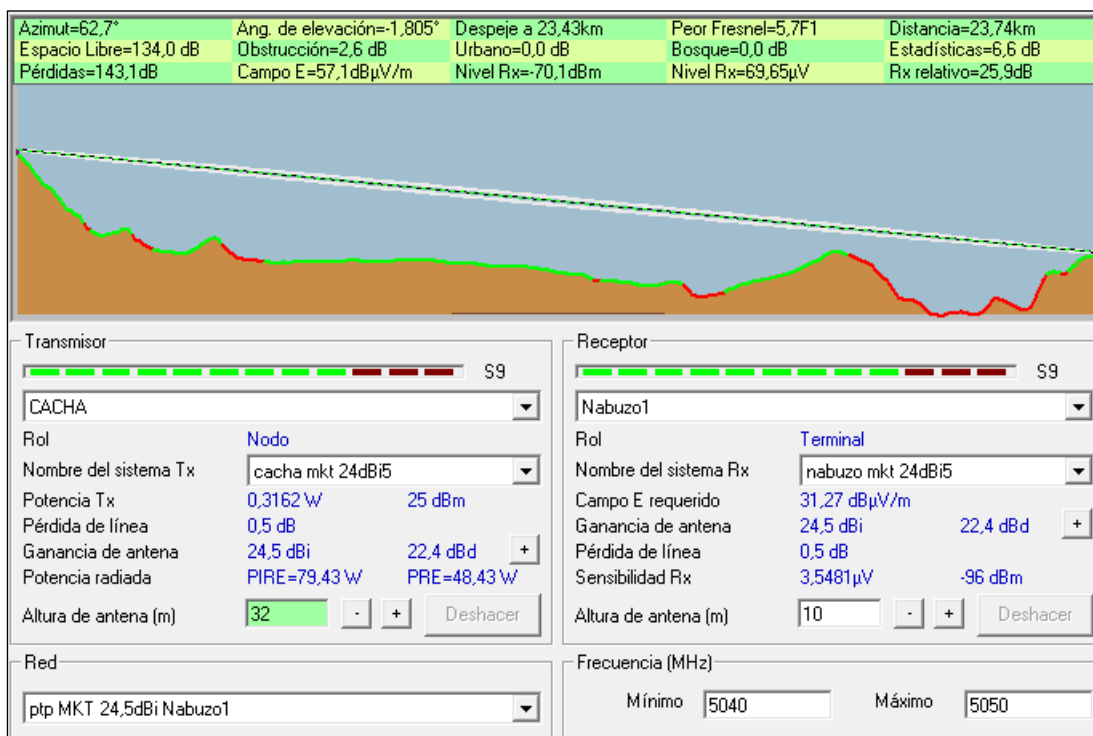 Azimut=62,7° Ang. de elevación=-1,805° Despeje a 23,43km Peor Fresnel=5,7F1 Distancia=23,74km
Espacio Libre=134,0 dB Obstrucción=2,6 dB Urbano=0,0 dB Bosque=0,0 dB Estadísticas=6,6 dB
Pérdidas=143,1dB Campo E=57,1dBµV/m Nivel Rx=-70,1dBm Nivel Rx=69,65µV Rx relativo=25,9dB
Transmisor
S9
CACHA
Rol Nodo
Nombre del sistema Tx cacha mkt 24dBi5
Potencia Tx 0,3162 W 25 dBm
Pérdida de línea 0,5 dB
Ganancia de antena 24,5 dBi 22,4 dBd +
Potencia radiada PIRE=79,43 W PRE=48,43 W
Altura de antena (m) 32 - + Deshacer
Red
ptp MKT 24,5dBi Nabuzo1
Receptor
S9
Nabuzo1
Rol Terminal
Nombre del sistema Rx nabuzo mkt 24dBi5
Campo E requerido 31,27 dBµV/m
Ganancia de antena 24,5 dBi 22,4 dBd +
Pérdida de línea 0,5 dB
Sensibilidad Rx 3,5481µV -96 dBm
Altura de antena (m) 10 - + Deshacer
Frecuencia (MHz)
Mínimo 5040 Máximo 5050